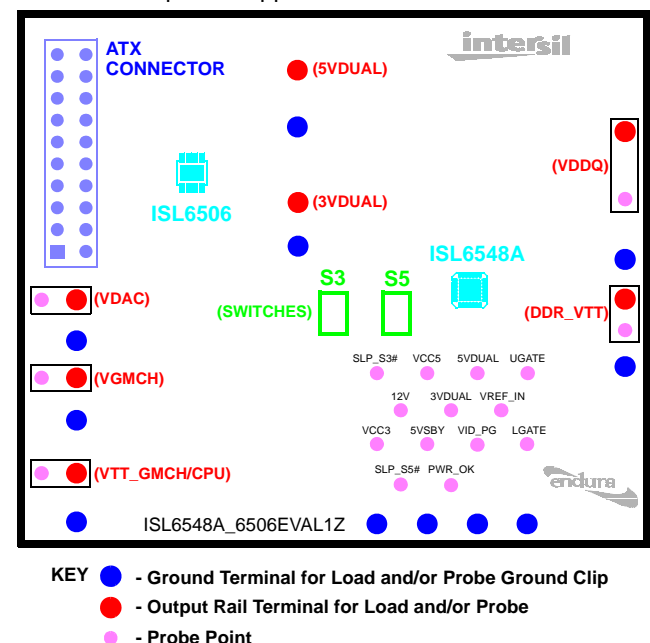 ATX
CONNECTOR
(5VDUAL)
intersil
(VDDQ)
ISL6506
(3VDUAL)
ISL6548A
S3
S5
(VDAC)
(SWITCHES)
(DDR_VTT)
SLP_S3#
VCC5
5VDUAL
UGATE
(VGMCH)
12V
3VDUAL
VREF_IN
VCC3
5VSBY
VID_PG
LGATE
(VTT_GMCH/CPU)
SLP_S5#
PWR_OK
endura
ISL6548A_6506EVAL1Z
KEY
- Ground Terminal for Load and/or Probe Ground Clip
- Output Rail Terminal for Load and/or Probe
- Probe Point